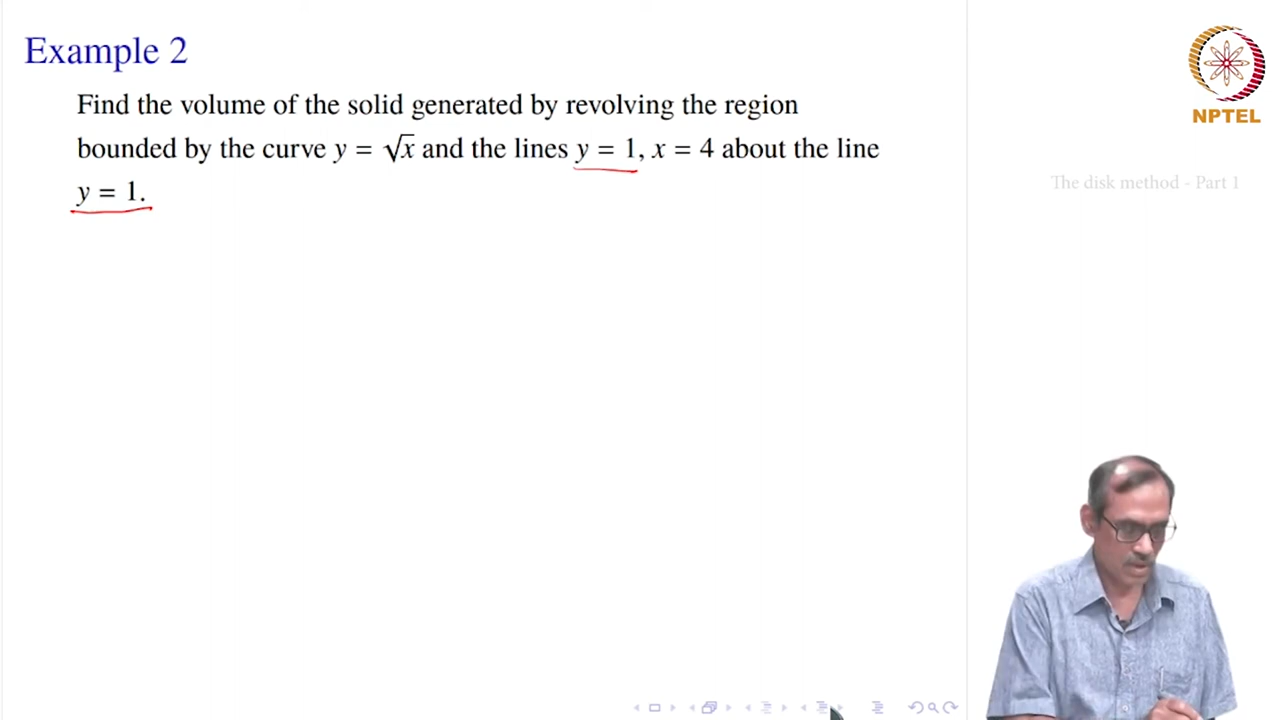 Example 2
Find the volume of the solid generated by revolving the region
bounded by the curve y = √x and the lines y = 1, x = 4 about the line
y = 1.
NPTEL
The disk method - Part 1